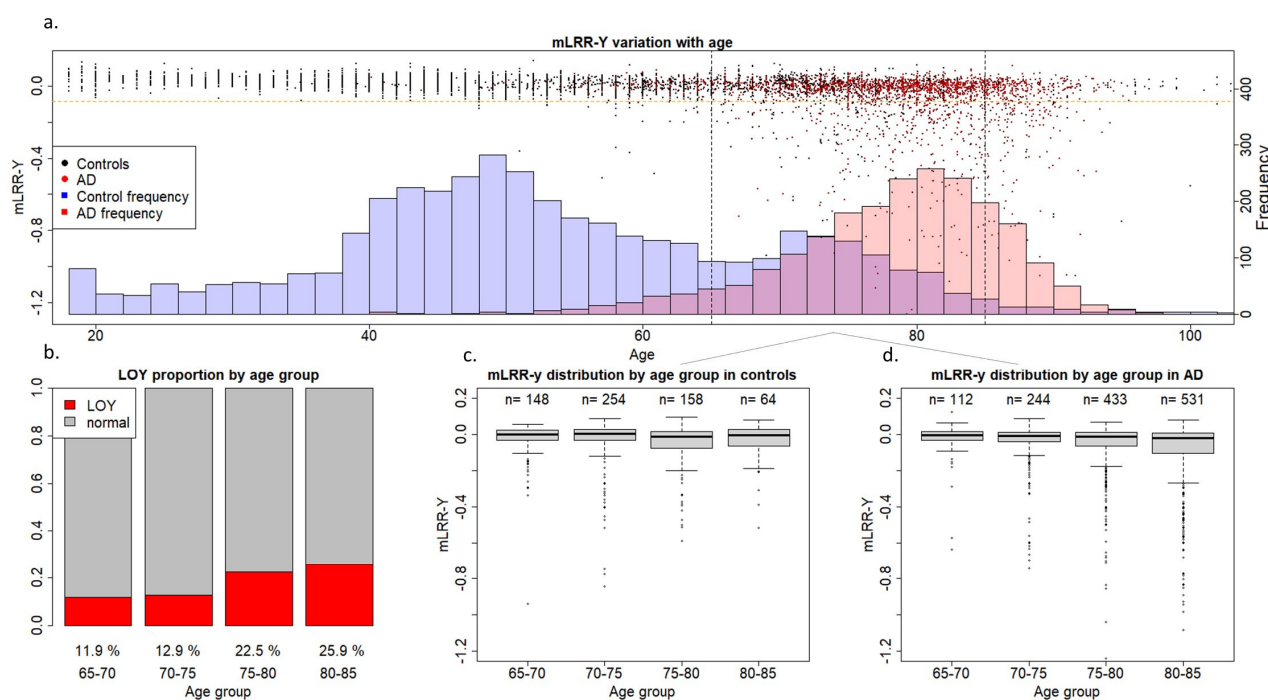 a.
mLRR-Y variation with age
0.0
-0.4
-0.8
-1.2
mLRR-Y
Controls
AD
Control frequency
AD frequency
400
300
200
100
0
Frequency
20 40 60 80 100
Age
b.
LOY proportion by age group
1.0
0.8
0.6
0.4
0.2
0.0
LOY
normal
11.9 % 12.9 % 22.5 % 25.9 %
65-70 70-75 75-80 80-85
Age group
c.
mLRR-y distribution by age group in controls
n= 148 n= 254 n= 158 n= 64
0.2
0.0
-0.4
-0.8
-1.2
mLRR-Y
65-70 70-75 75-80 80-85
Age group
d.
mLRR-y distribution by age group in AD
n= 112 n= 244 n= 433 n= 531
0.2
0.0
-0.4
-0.8
-1.2
mLRR-Y
65-70 70-75 75-80 80-85
Age group